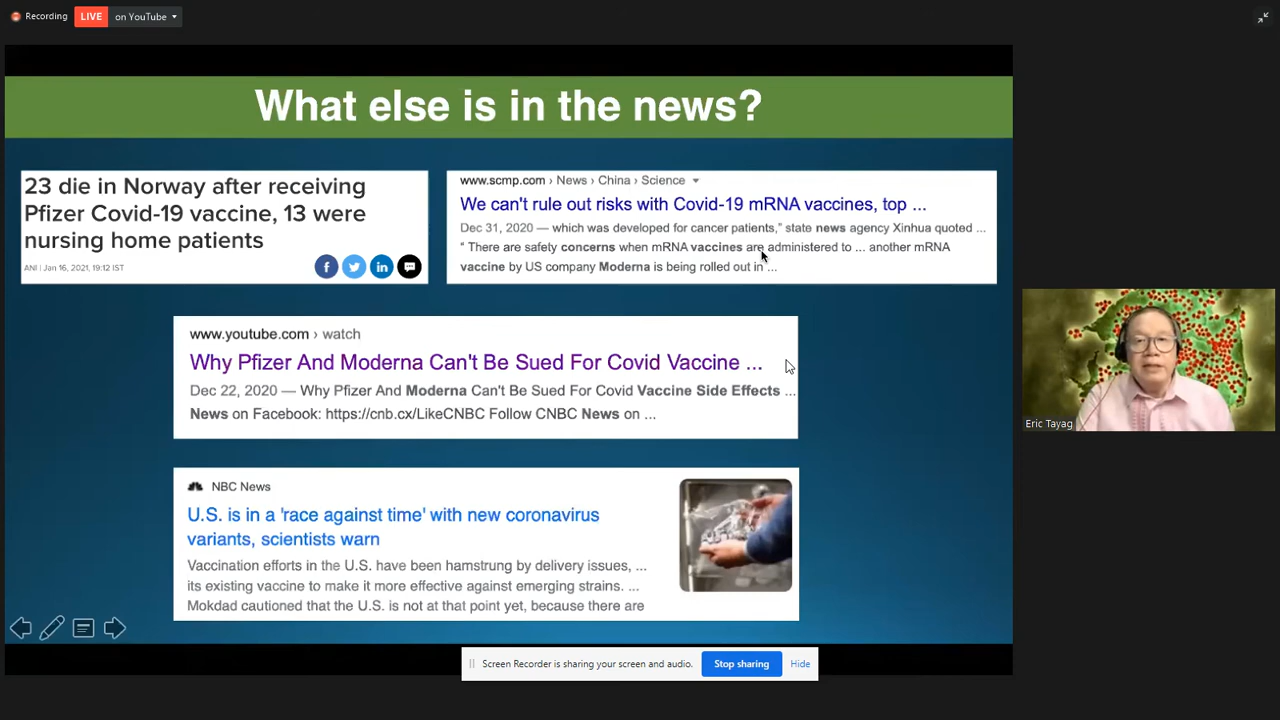 Recording
LIVE on YouTube
What else is in the news?
23 die in Norway after receiving
Pfizer Covid-19 vaccine, 13 were
nursing home patients
ANI | Jan 16, 2021, 19:12 IST
www.scmp.com › News › China › Science
We can't rule out risks with Covid-19 mRNA vaccines, top ...
Dec 31, 2020 — which was developed for cancer patients,” state news agency Xinhua quoted ...
“ There are safety concerns when mRNA vaccines are administered to ... another mRNA
vaccine by US company Moderna is being rolled out in ...
www.youtube.com › watch
Why Pfizer And Moderna Can't Be Sued For Covid Vaccine ...
Dec 22, 2020 — Why Pfizer And Moderna Can't Be Sued For Covid Vaccine Side Effects ...
News on Facebook: https://cnb.cx/LikeCNBC Follow CNBC News on ...
NBC News
U.S. is in a 'race against time' with new coronavirus
variants, scientists warn
Vaccination efforts in the U.S. have been hamstrung by delivery issues, ...
its existing vaccine to make it more effective against emerging strains. ...
Mokdad cautioned that the U.S. is not at that point yet, because there are
Eric Tayag
Screen Recorder is sharing your screen and audio.
Stop sharing
Hide